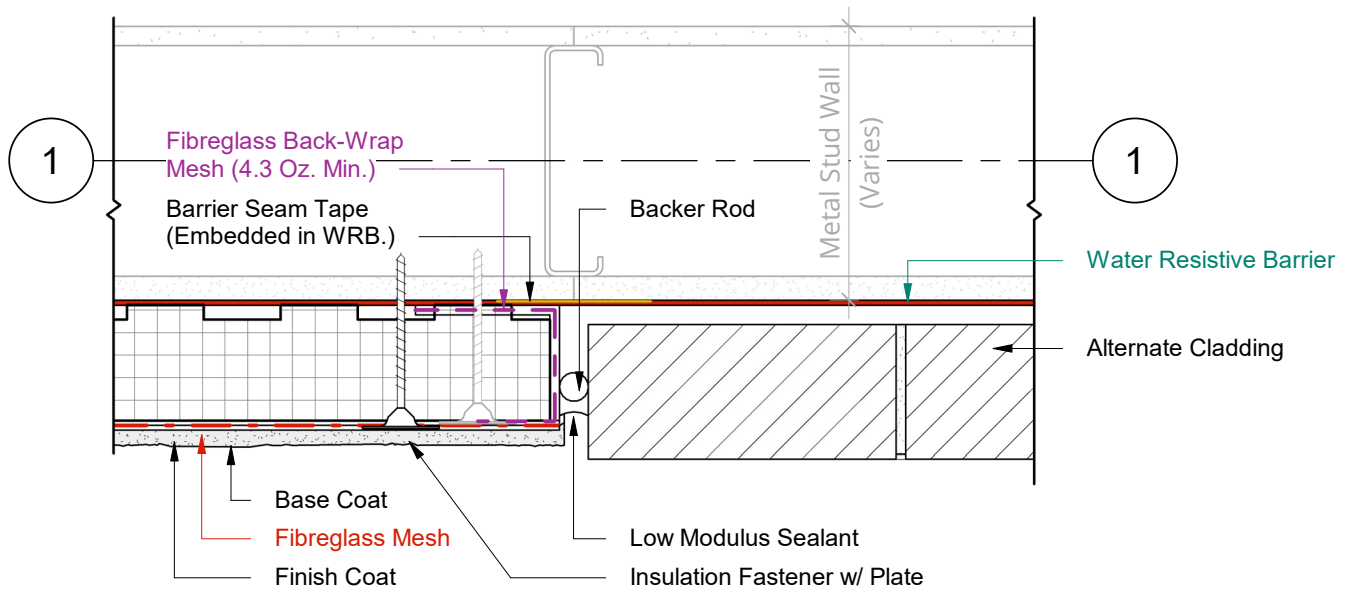 Fibreglass Back-Wrap
Mesh (4.3 Oz. Min.)
1
1
Barrier Seam Tape
(Embedded in WRB.)
Backer Rod
Metal Stud Wall
(Varies)
Water Resistive Barrier
Alternate Cladding
Base Coat
Fibreglass Mesh
Finish Coat
Low Modulus Sealant
Insulation Fastener w/ Plate